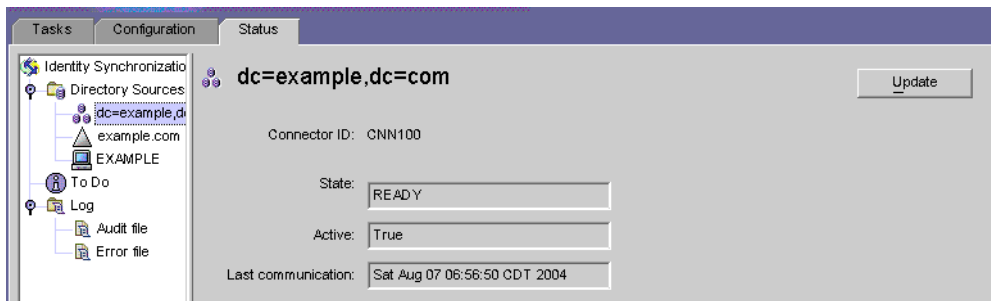 Tasks Configuration Status
Identity Synchronizatio
Directory Sources
dc=example,d
example.com
EXAMPLE
To Do
Log
Audit file
Error file
dc=example,dc=com
Update
Connector ID: CNN100
State: READY
Active: True
Last communication: Sat Aug 07 06:56:50 CDT 2004